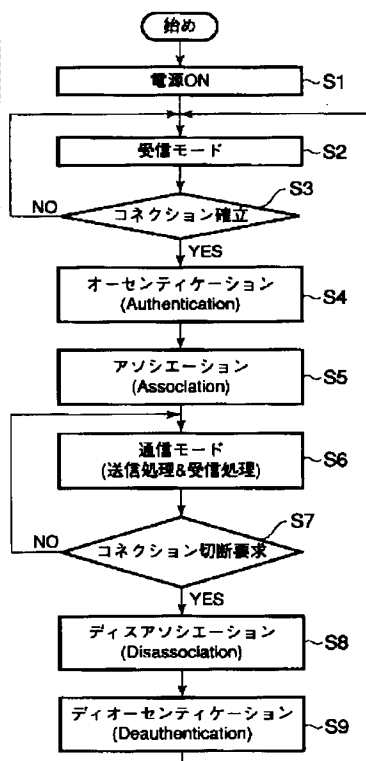 始め
電源ON
S1
受信モード
S2
S3
コネクション確立
NO
YES
オーセンティケーション
(Authentication)
S4
アソシエーション
(Association)
S5
通信モード
(送信処理&受信処理)
S6
S7
コネクション切断要求
NO
YES
ディスアソシエーション
(Disassociation)
S8
ディオーセンティケーション
(Deauthentication)
S9